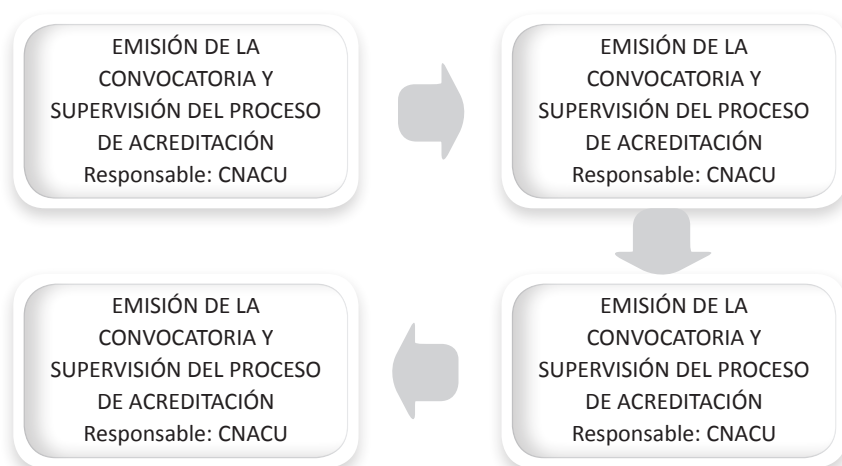 EMISIÓN DE LA
CONVOCATORIA Y
SUPERVISIÓN DEL PROCESO
DE ACREDITACIÓN
Responsable: CNACU
EMISIÓN DE LA
CONVOCATORIA Y
SUPERVISIÓN DEL PROCESO
DE ACREDITACIÓN
Responsable: CNACU
EMISIÓN DE LA
CONVOCATORIA Y
SUPERVISIÓN DEL PROCESO
DE ACREDITACIÓN
Responsable: CNACU
EMISIÓN DE LA
CONVOCATORIA Y
SUPERVISIÓN DEL PROCESO
DE ACREDITACIÓN
Responsable: CNACU